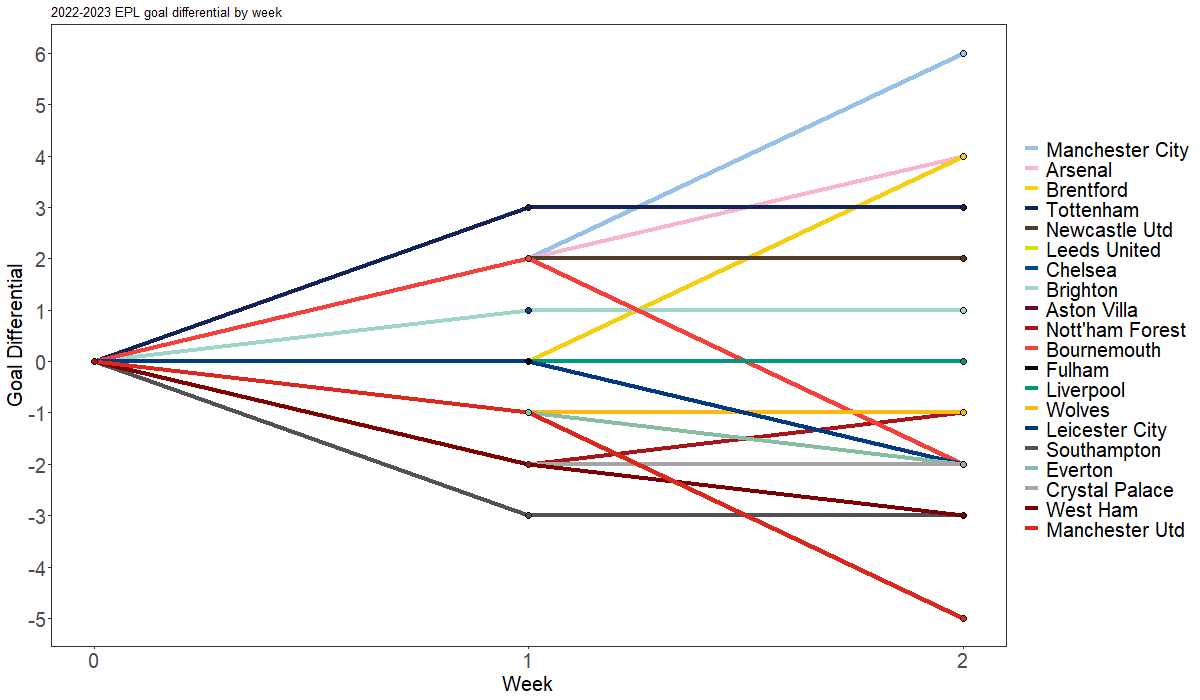 2022-2023 EPL goal differential by week
Goal Differential
6
5
4
3
2
1
0
-1
-2
-3
-4
-5
0
1
2
Week
Manchester City
Arsenal
Brentford
Tottenham
Newcastle Utd
Leeds United
Chelsea
Brighton
Aston Villa
Nott'ham Forest
Bournemouth
Fulham
Liverpool
Wolves
Leicester City
Southampton
Everton
Crystal Palace
West Ham
Manchester Utd